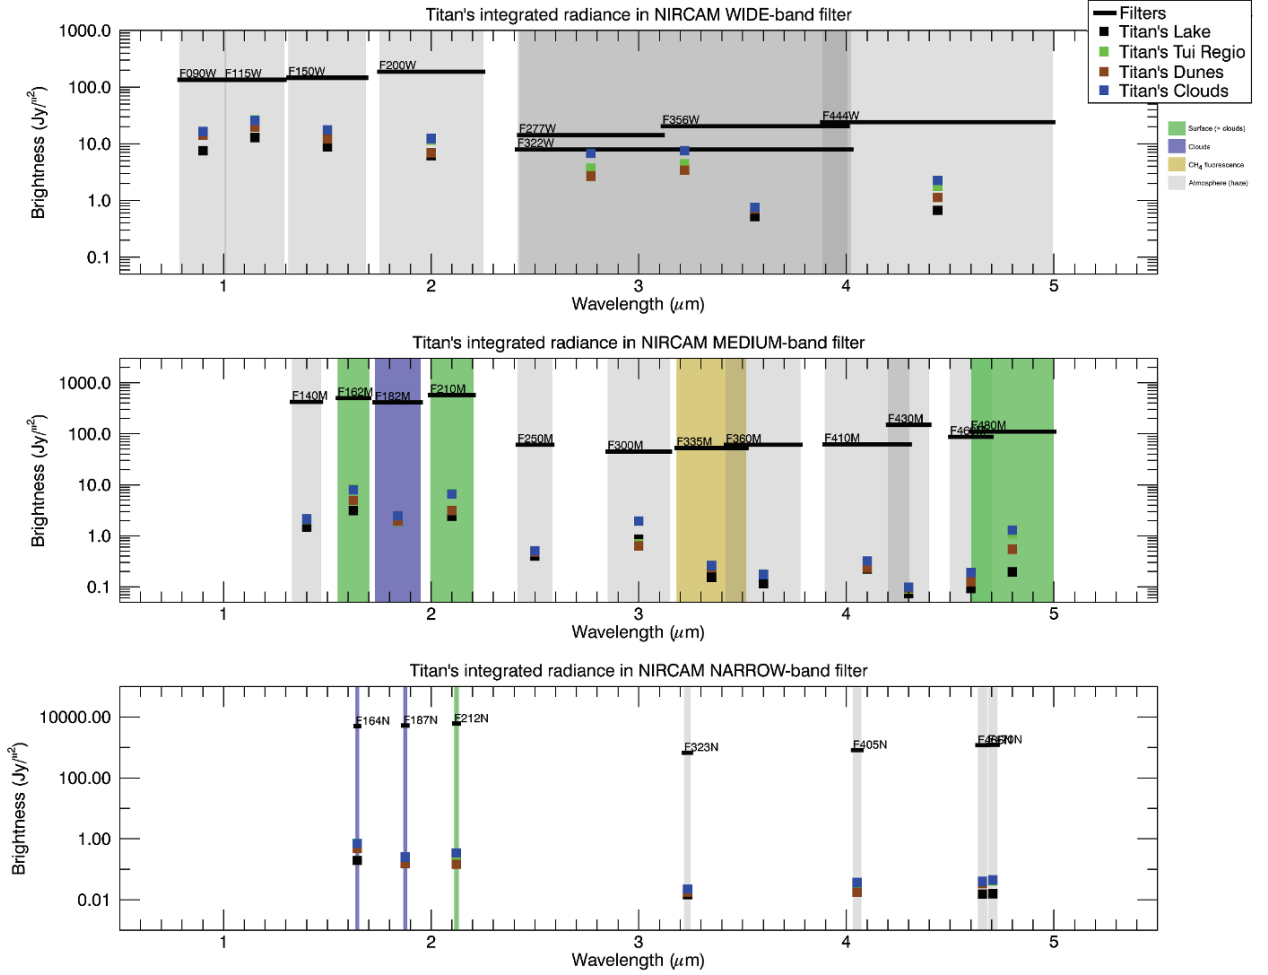 Titan's integrated radiance in NIRCAM WIDE-band filter
Filters
Titan's Lake
Titan's Tui Regio
Titan's Dunes
Titan's Clouds
Surface (+ clouds)
Clouds
CH4 fluorescence
Atmosphere (haze)
Brightness (Jy/"²)
1000.0
100.0
10.0
1.0
0.1
F090W F115W F150W F200W
F277W F356W F444W
F322W
1 2 3 4 5
Wavelength (μm)
Titan's integrated radiance in NIRCAM MEDIUM-band filter
Brightness (Jy/"²)
1000.0
100.0
10.0
1.0
0.1
F140M F162M F182M F210M
F250M F300M F335M F360M F410M F430M F480M
1 2 3 4 5
Wavelength (μm)
Titan's integrated radiance in NIRCAM NARROW-band filter
Brightness (Jy/"²)
10000.00
100.00
1.00
0.01
F164N F187N F212N
F323N F405N
1 2 3 4 5
Wavelength (μm)